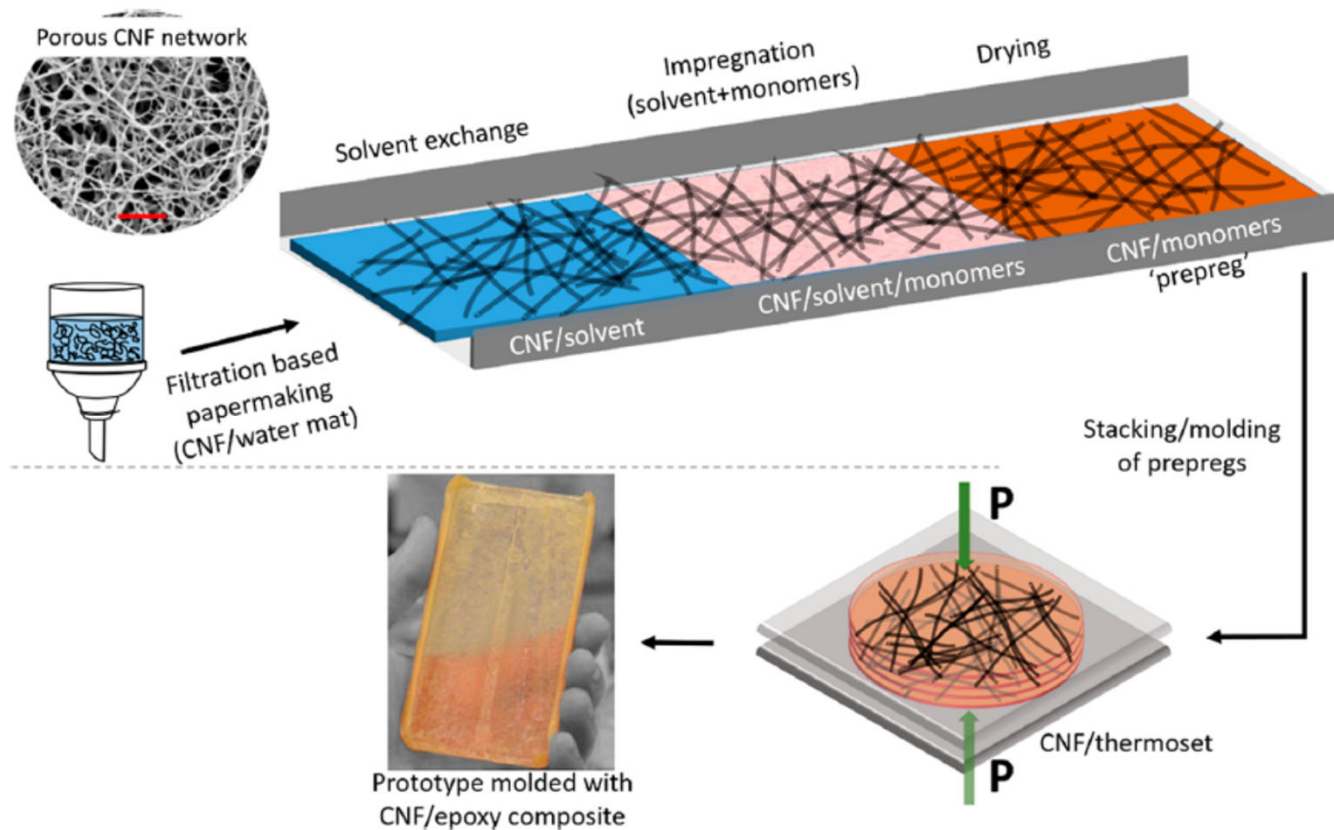 Porous CNF network
Solvent exchange
Impregnation
(solvent+monomers)
Drying
CNF/solvent
CNF/solvent/monomers
CNF/monomers
‘prepreg’
Filtration based
papermaking
(CNF/water mat)
Stacking/molding
of prepregs
P
P
CNF/thermoset
Prototype molded with
CNF/epoxy composite